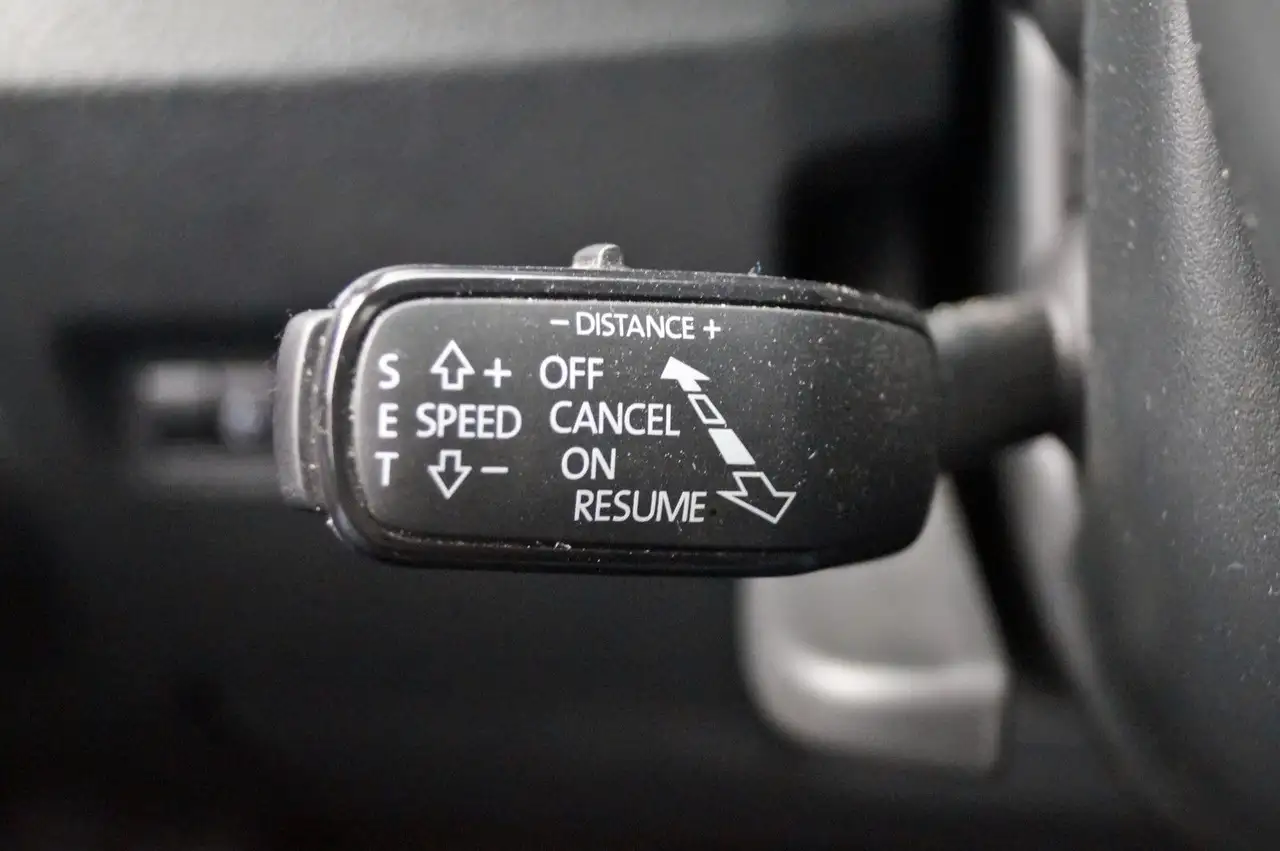 − DISTANCE +
S + OFF
E SPEED CANCEL
T − ON
RESUME